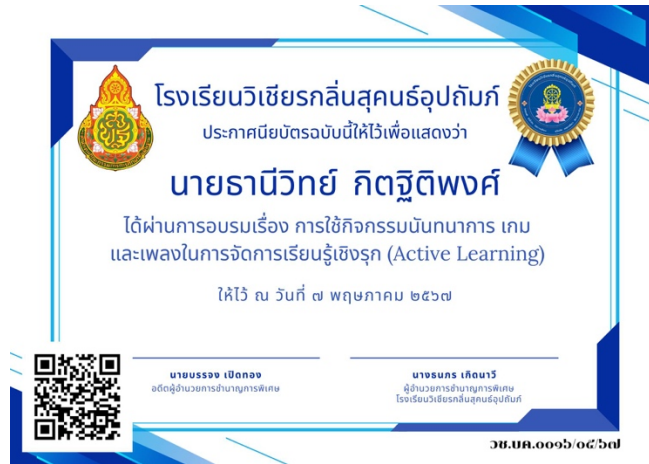 โรงเรียนวิเชียรกลิ่นสุคนธ์อุปถัมภ์
ประกาศนียบัตรฉบับนี้ให้ไว้เพื่อแสดงว่า
นายธานีวิทย์ กิตฐิติพงศ์
ได้ผ่านการอบรมเรื่อง การใช้กิจกรรมนันทนาการ เกม
และเพลงในการจัดการเรียนรู้เชิงรุก (Active Learning)
ให้ไว้ ณ วันที่ ๗ พฤษภาคม ๒๕๖๗
นายบรรจง เปิดทอง
อดีตผู้อำนวยการชำนาญการพิเศษ
นางธนกร เกิดนาวี
ผู้อำนวยการชำนาญการพิเศษ
โรงเรียนวิเชียรกลิ่นสุคนธ์อุปถัมภ์
วช.มค.๐๐๑๖/๐๕/๖๗